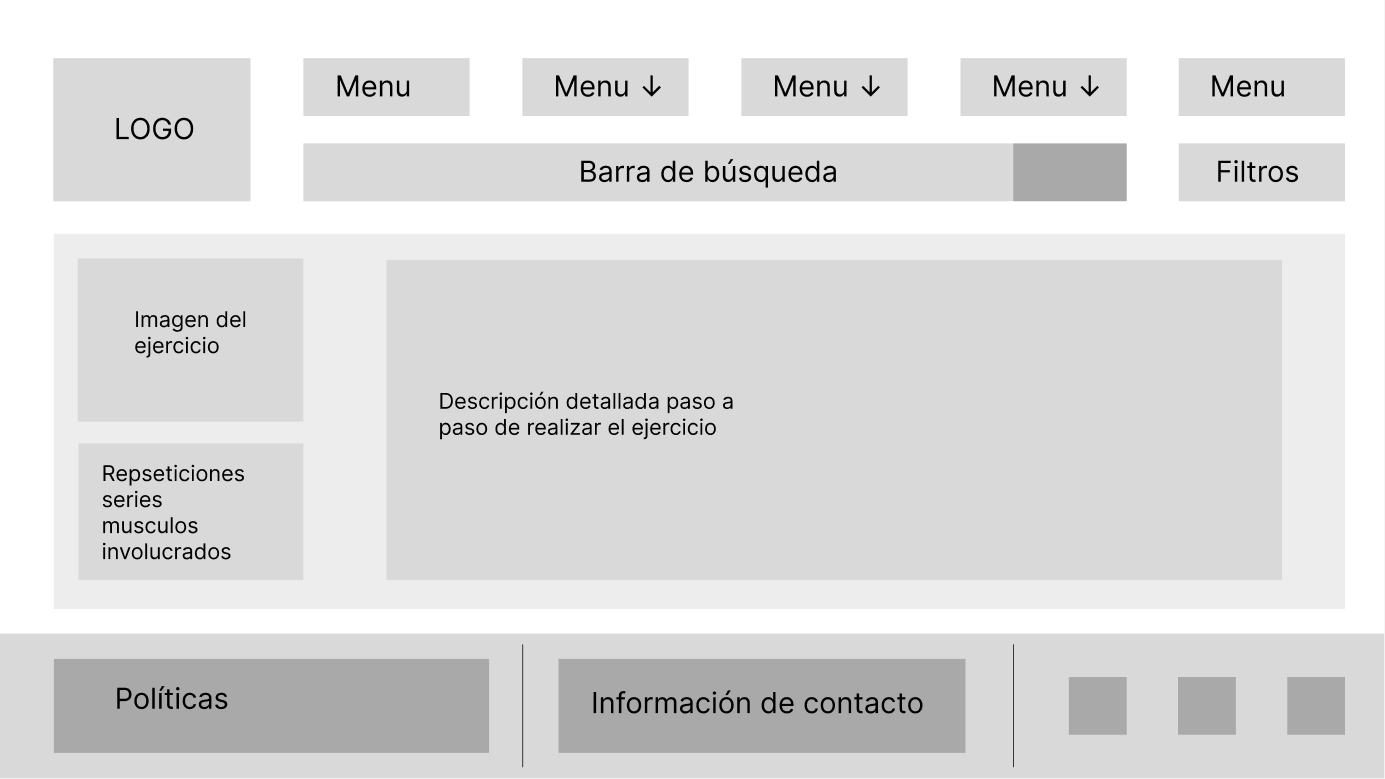 LOGO
Menu
Menu ↓
Menu ↓
Menu ↓
Menu
Barra de búsqueda
Filtros
Imagen del
ejercicio
Repseticiones
series
musculos
involucrados
Descripción detallada paso a
paso de realizar el ejercicio
Políticas
Información de contacto